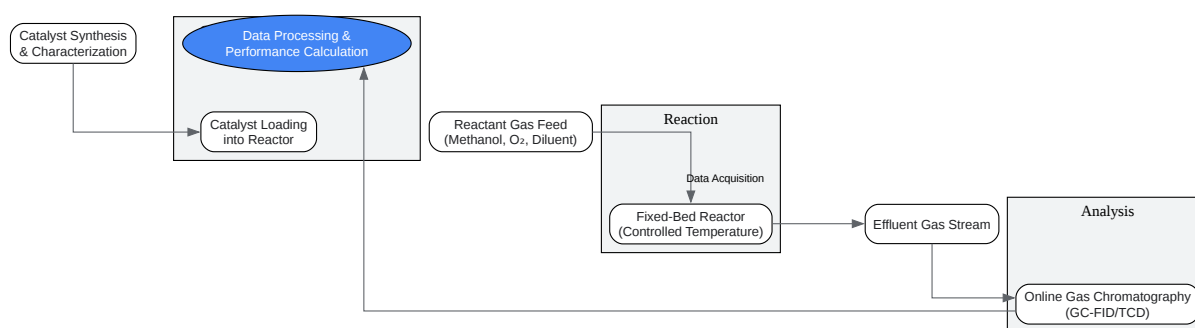 Catalyst Synthesis
& Characterization
Data Processing &
Performance Calculation
Catalyst Loading
into Reactor
Reactant Gas Feed
(Methanol, O₂, Diluent)
Reaction
Data Acquisition
Fixed-Bed Reactor
(Controlled Temperature)
Effluent Gas Stream
Analysis
Online Gas Chromatography
(GC-FID/TCD)